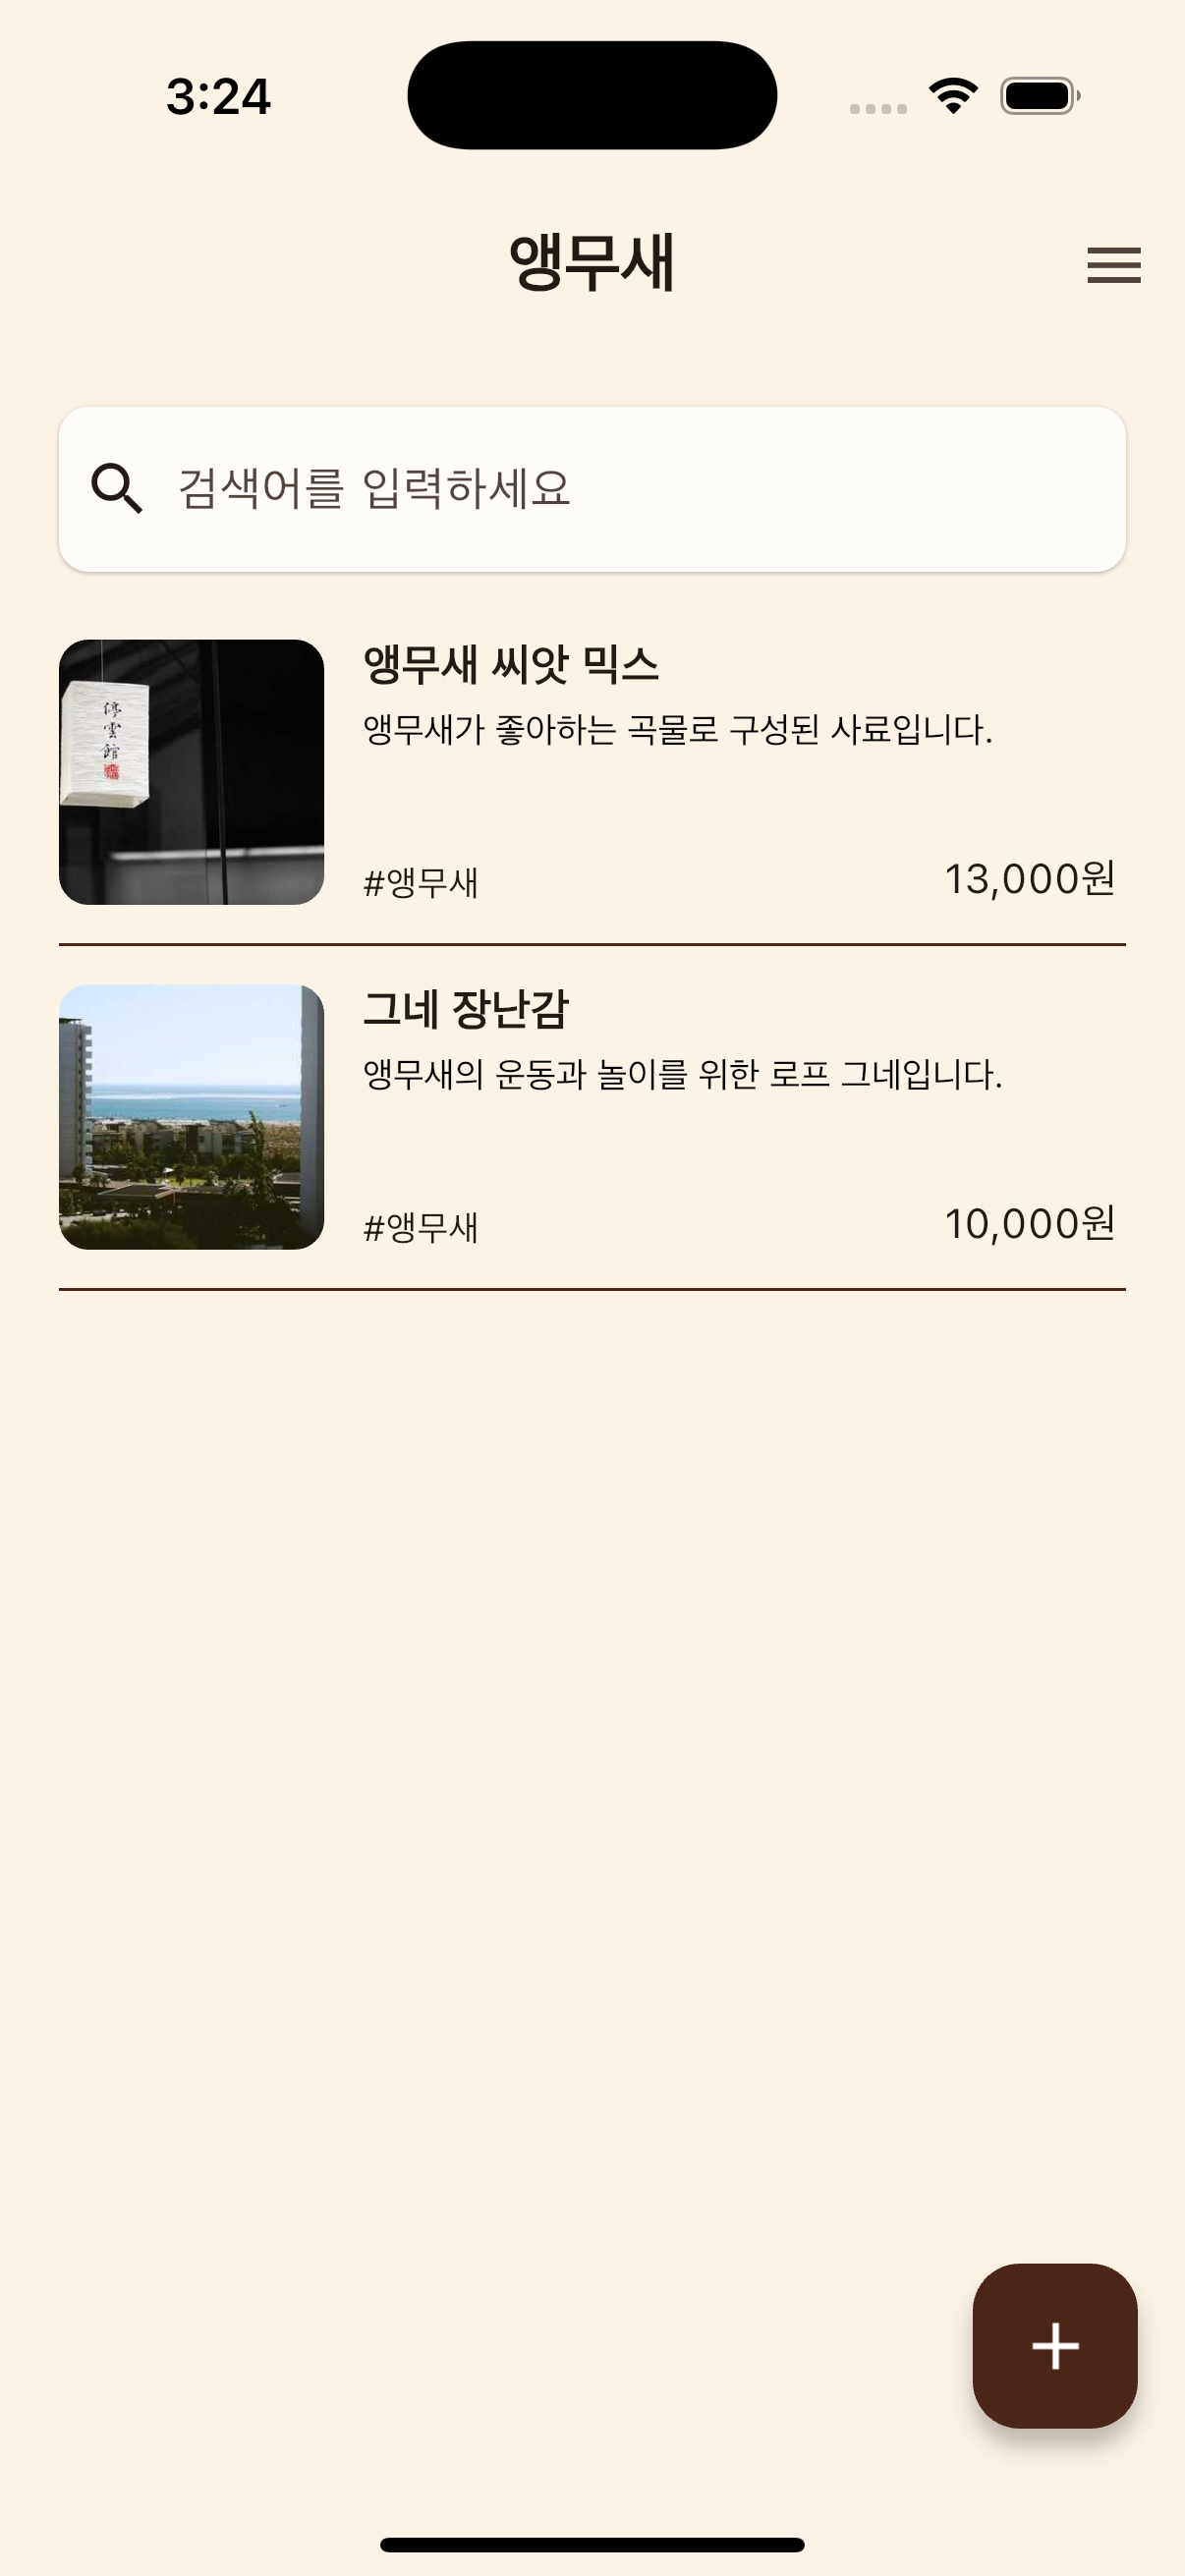 3:24
앵무새
검색어를 입력하세요
停雲館
앵무새 씨앗 믹스
앵무새가 좋아하는 곡물로 구성된 사료입니다.
#앵무새
13,000원
그네 장난감
앵무새의 운동과 놀이를 위한 로프 그네입니다.
#앵무새
10,000원